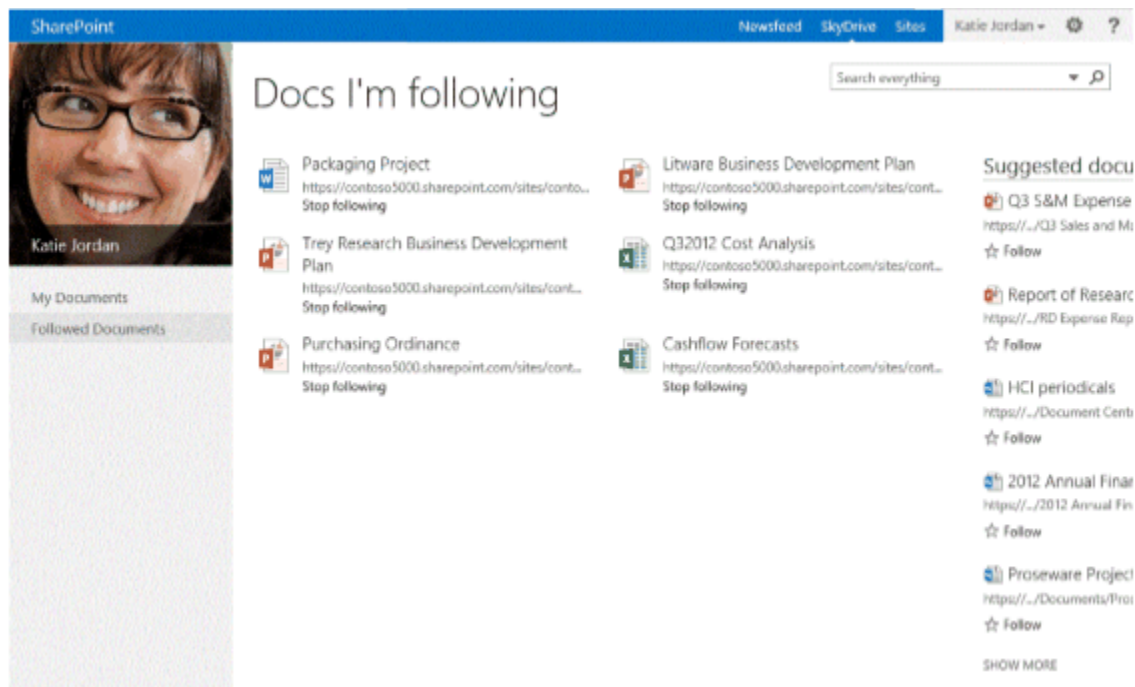 SharePoint
Newsfeed SkyDrive Sites Katie Jordan ?
Katie Jordan
My Documents
Followed Documents
Docs I'm following
Search everything
Packaging Project
https://contoso5000.sharepoint.com/sites/conto...
Stop following
Trey Research Business Development
Plan
https://contoso5000.sharepoint.com/sites/cont...
Stop following
Purchasing Ordinance
https://contoso5000.sharepoint.com/sites/cont...
Stop following
Litware Business Development Plan
https://contoso5000.sharepoint.com/sites/cont...
Stop following
Q32012 Cost Analysis
https://contoso5000.sharepoint.com/sites/cont...
Stop following
Cashflow Forecasts
https://contoso5000.sharepoint.com/sites/cont...
Stop following
Suggested docu
Q3 S&M Expense
https://.../Q3 Sales and Ma
Follow
Report of Researc
https://.../RD Expense Rep
Follow
HCI periodicals
https://.../Document Cent
Follow
2012 Annual Finan
https://.../2012 Annual Fin
Follow
Proseware Project
https://.../Documents/Pros
Follow
SHOW MORE